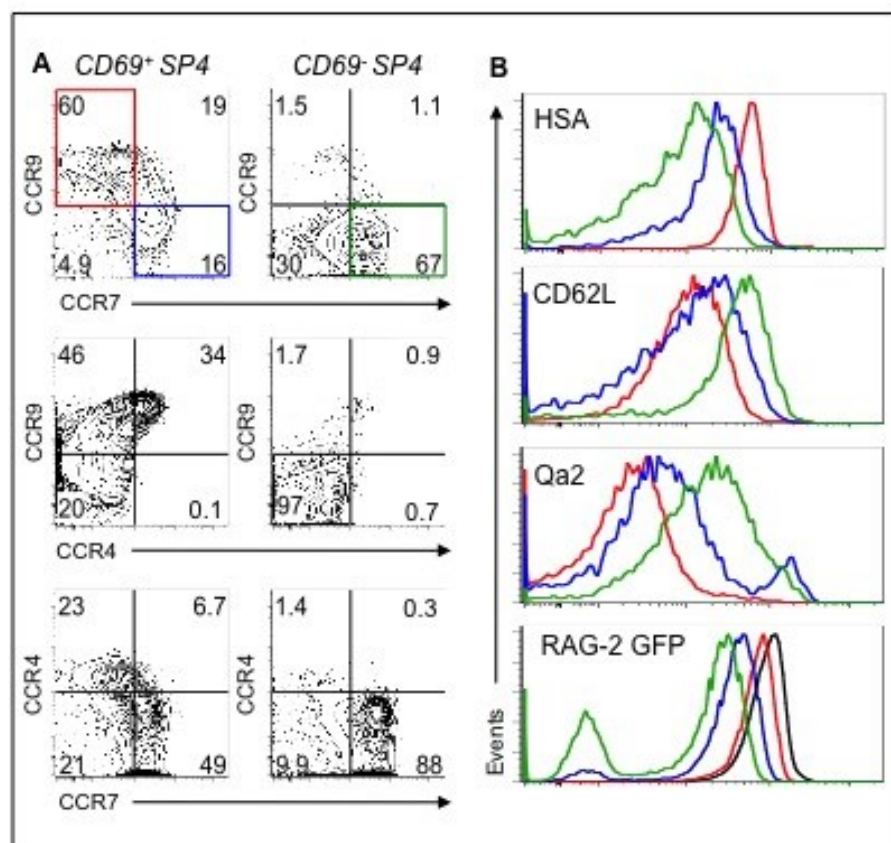 A
CD69+ SP4
CD69- SP4
60
19
4.9
16
1.5
1.1
30
67
CCR9
CCR9
CCR7
46
34
20
0.1
1.7
0.9
97
0.7
CCR9
CCR9
CCR4
23
6.7
21
49
1.4
0.3
9.9
88
CCR4
CCR4
CCR7
B
HSA
CD62L
Qa2
RAG-2 GFP
Events